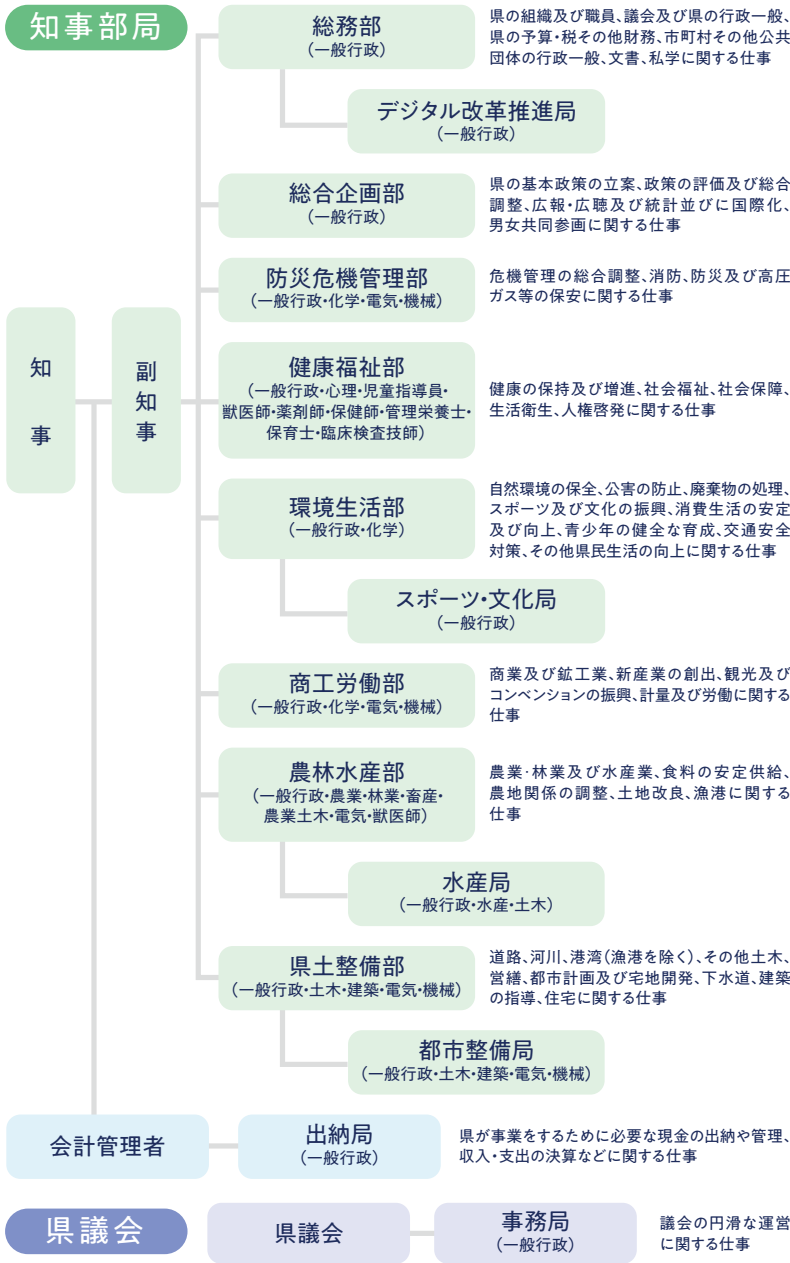 知事部局
総務部
（一般行政）
県の組織及び職員、議会及び県の行政一般、
県の予算・税その他財務、市町村その他公共
団体の行政一般、文書、私学に関する仕事
デジタル改革推進局
（一般行政）
総合企画部
（一般行政）
県の基本政策の立案、政策の評価及び総合
調整、広報・広聴及び統計並びに国際化、
男女共同参画に関する仕事
防災危機管理部
（一般行政・化学・電気・機械）
危機管理の総合調整、消防、防災及び高圧
ガス等の保安に関する仕事
知事
副知事
健康福祉部
（一般行政・心理・児童指導員・
獣医師・薬剤師・保健師・管理栄養士・
保育士・臨床検査技師）
健康の保持及び増進、社会福祉、社会保障、
生活衛生、人権啓発に関する仕事
環境生活部
（一般行政・化学）
自然環境の保全、公害の防止、廃棄物の処理、
スポーツ及び文化の振興、消費生活の安定
及び向上、青少年の健全な育成、交通安全
対策、その他県民生活の向上に関する仕事
スポーツ・文化局
（一般行政）
商工労働部
（一般行政・化学・電気・機械）
商業及び鉱工業、新産業の創出、観光及び
コンベンションの振興、計量及び労働に関する
仕事
農林水産部
（一般行政・農業・林業・畜産・
農業土木・電気・獣医師）
農業・林業及び水産業、食料の安定供給、
農地関係の調整、土地改良、漁港に関する
仕事
水産局
（一般行政・水産・土木）
県土整備部
（一般行政・土木・建築・電気・機械）
道路、河川、港湾（漁港を除く）、その他土木、
営繕、都市計画及び宅地開発、下水道、建築
の指導、住宅に関する仕事
都市整備局
（一般行政・土木・建築・電気・機械）
会計管理者
出納局
（一般行政）
県が事業をするために必要な現金の出納や管理、
収入・支出の決算などに関する仕事
県議会
県議会
事務局
（一般行政）
議会の円滑な運営
に関する仕事